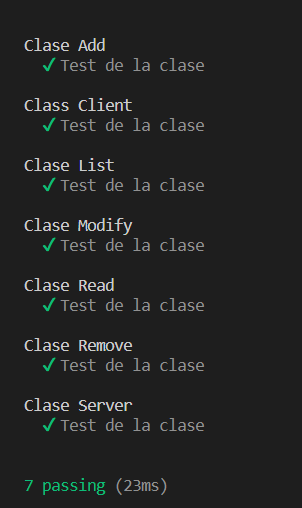 Clase Add
✓ Test de la clase
Class Client
✓ Test de la clase
Clase List
✓ Test de la clase
Clase Modify
✓ Test de la clase
Clase Read
✓ Test de la clase
Clase Remove
✓ Test de la clase
Clase Server
✓ Test de la clase
7 passing (23ms)